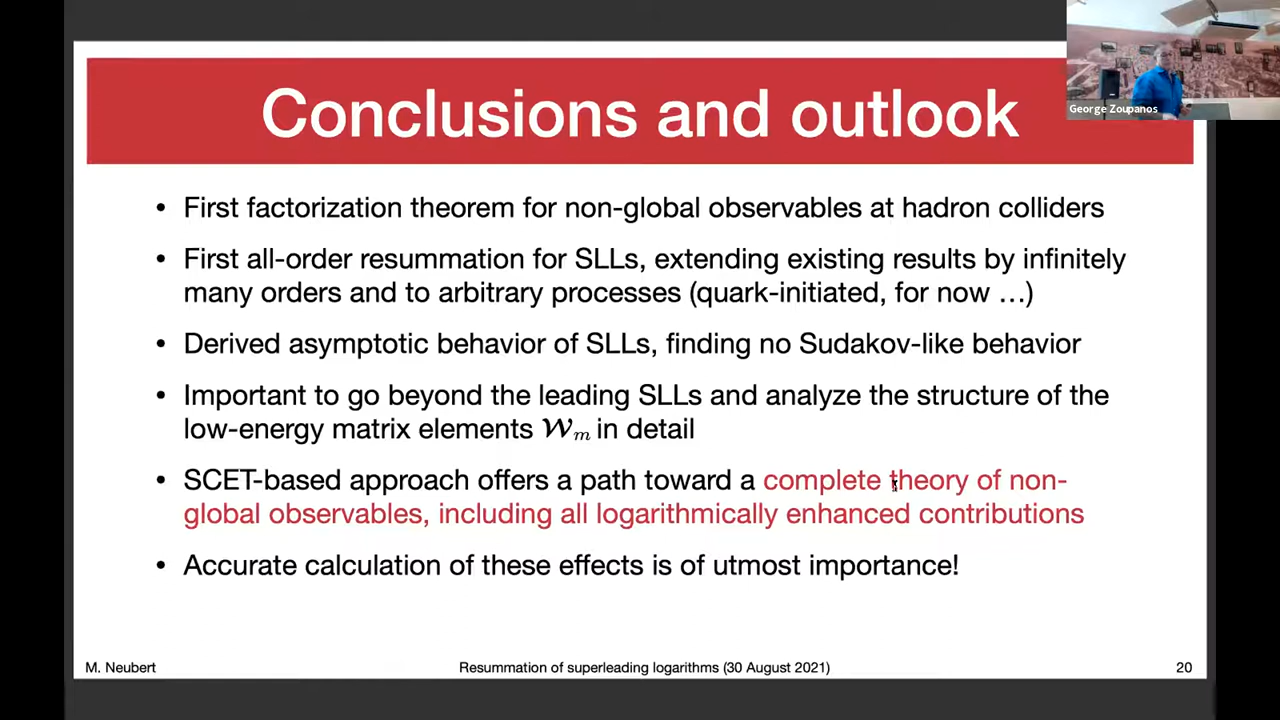 Conclusions and outlook
George Zoupanos
• First factorization theorem for non-global observables at hadron colliders
• First all-order resummation for SLLs, extending existing results by infinitely
many orders and to arbitrary processes (quark-initiated, for now …)
• Derived asymptotic behavior of SLLs, finding no Sudakov-like behavior
• Important to go beyond the leading SLLs and analyze the structure of the
low-energy matrix elements 𝓦ₘ in detail
• SCET-based approach offers a path toward a complete theory of non-
global observables, including all logarithmically enhanced contributions
• Accurate calculation of these effects is of utmost importance!
M. Neubert
Resummation of superleading logarithms (30 August 2021)
20